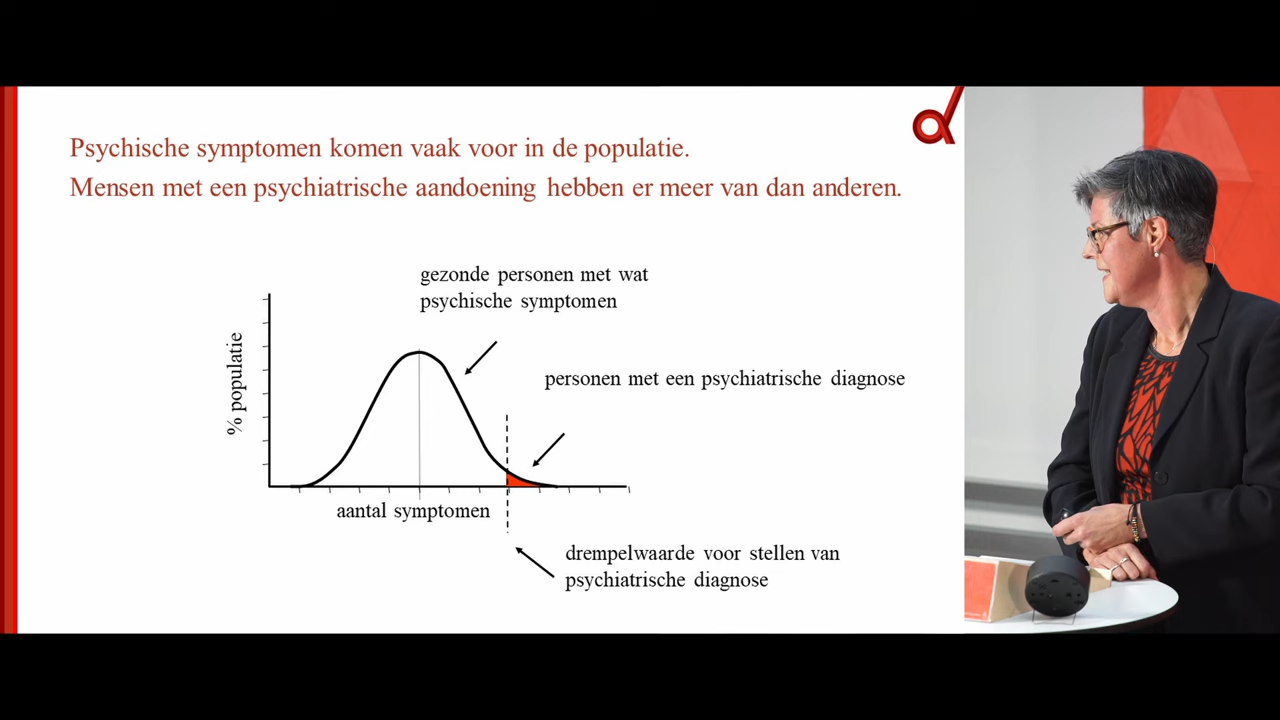 Psychische symptomen komen vaak voor in de populatie.
Mensen met een psychiatrische aandoening hebben er meer van dan anderen.
gezonde personen met wat
psychische symptomen
personen met een psychiatrische diagnose
% populatie
aantal symptomen
drempelwaarde voor stellen van
psychiatrische diagnose